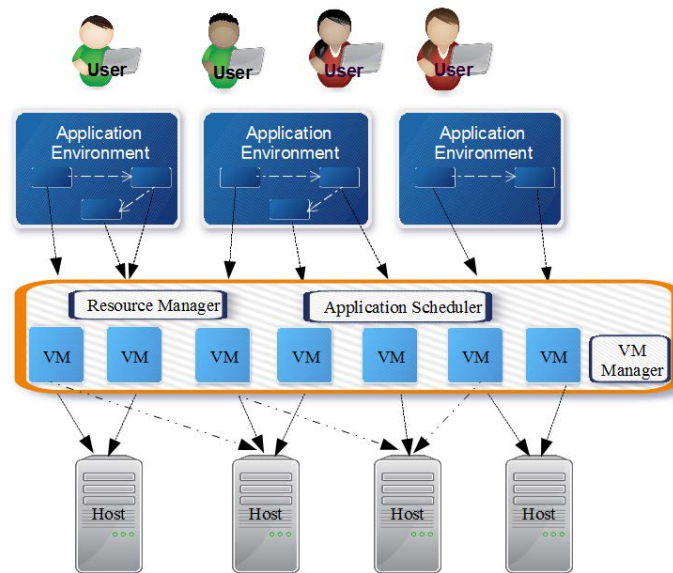 User
User
User
User
Application
Environment
Application
Environment
Application
Environment
Resource Manager
Application Scheduler
VM
VM
VM
VM
VM
VM
VM
VM
Manager
Host
Host
Host
Host